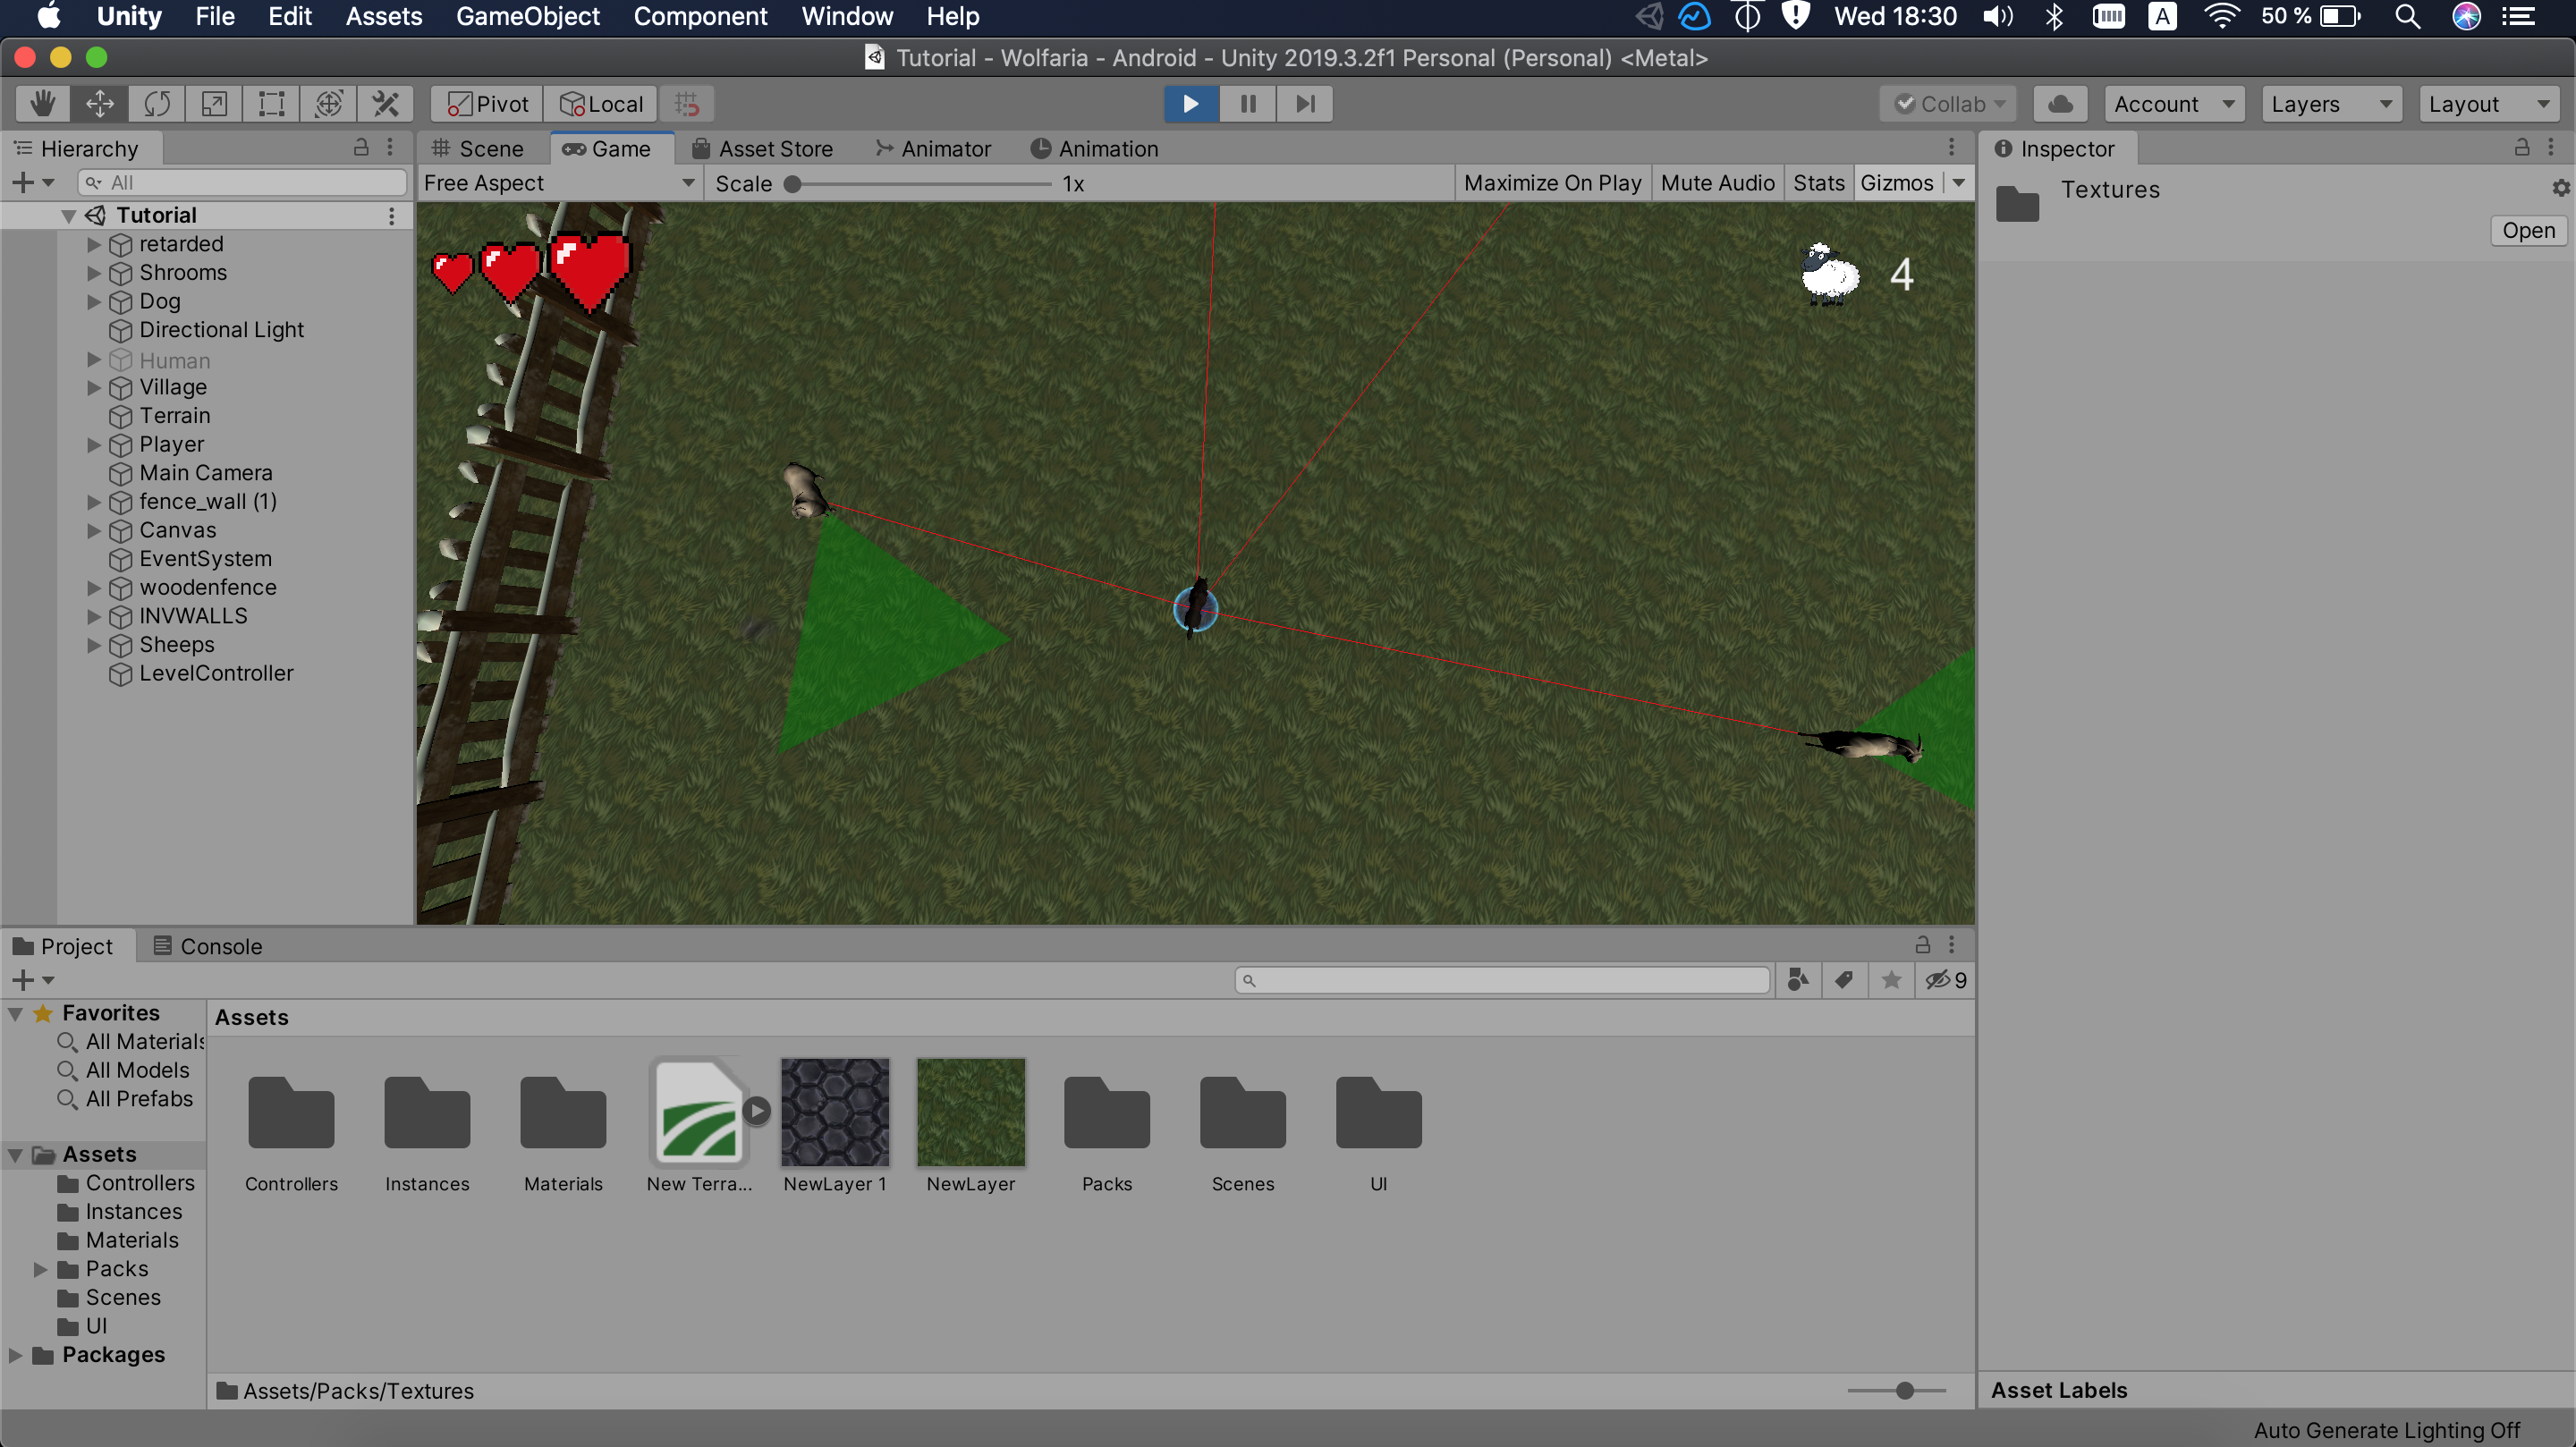 Unity File Edit Assets GameObject Component Window Help Wed 18:30 A 50 %
Tutorial - Wolfaria - Android - Unity 2019.3.2f1 Personal (Personal) <Metal>
Pivot Local Collab Account Layers Layout
Hierarchy
All
Tutorial
retarded
Shrooms
Dog
Directional Light
Human
Village
Terrain
Player
Main Camera
fence_wall (1)
Canvas
EventSystem
woodenfence
INVWALLS
Sheeps
LevelController
Scene Game Asset Store Animator Animation
Free Aspect Scale 1x Maximize On Play Mute Audio Stats Gizmos
4
Inspector
Textures
Open
Project Console
9
Favorites
All Materials
All Models
All Prefabs
Assets
Controllers
Instances
Materials
Packs
Scenes
UI
Packages
Assets
Controllers Instances Materials New Terra... NewLayer 1 NewLayer Packs Scenes UI
Assets/Packs/Textures
Asset Labels
Auto Generate Lighting Off